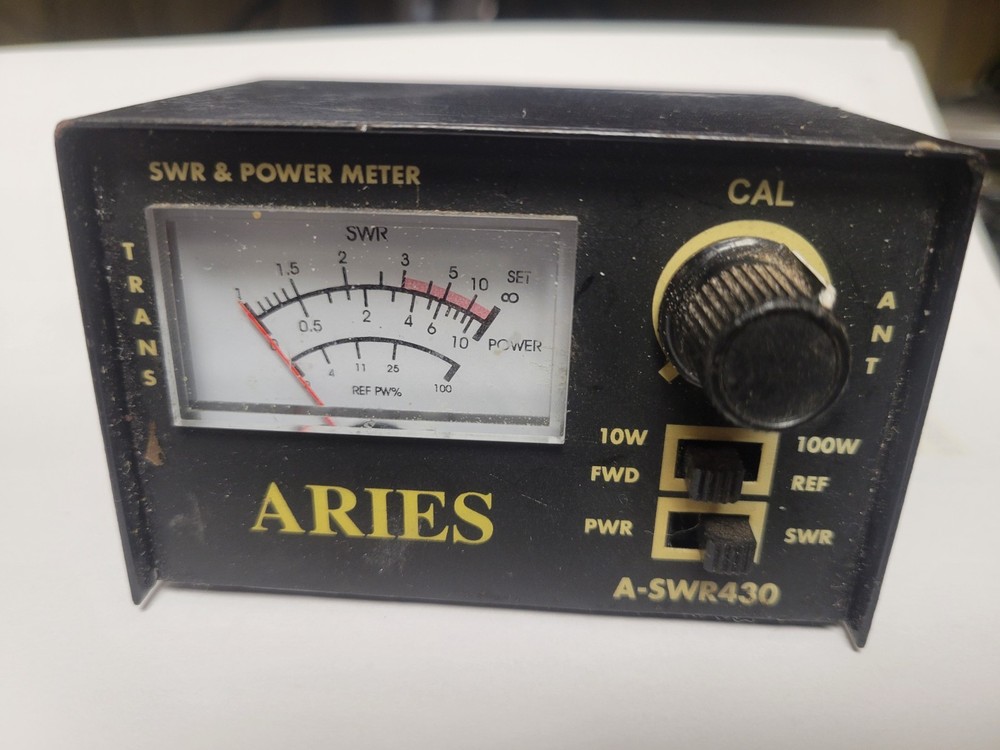 SWR & POWER METER
CAL
TRANS
ANT
SWR
1 1.5 2 3 5 10 SET
∞
0 0.5 2 4 6 10 POWER
4 11 25 100
REF PW%
10W 100W
FWD REF
PWR SWR
ARIES
A-SWR430